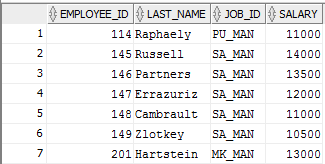 EMPLOYEE_ID LAST_NAME JOB_ID SALARY
1 114 Raphaely PU_MAN 11000
2 145 Russell SA_MAN 14000
3 146 Partners SA_MAN 13500
4 147 Errazuriz SA_MAN 12000
5 148 Cambrault SA_MAN 11000
6 149 Zlotkey SA_MAN 10500
7 201 Hartstein MK_MAN 13000